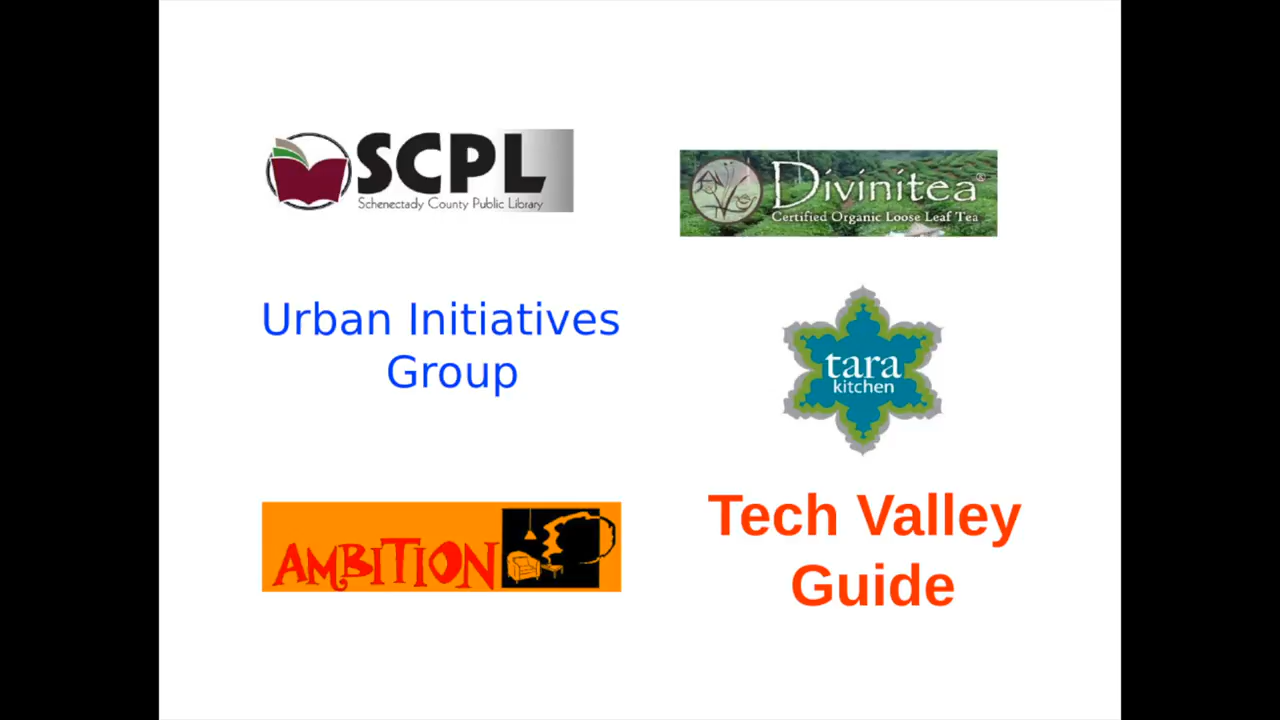 SCPL
Schenectady County Public Library
Divinitea®
Certified Organic Loose Leaf Tea
Urban Initiatives
Group
tara
kitchen
AMBITION
Tech Valley
Guide